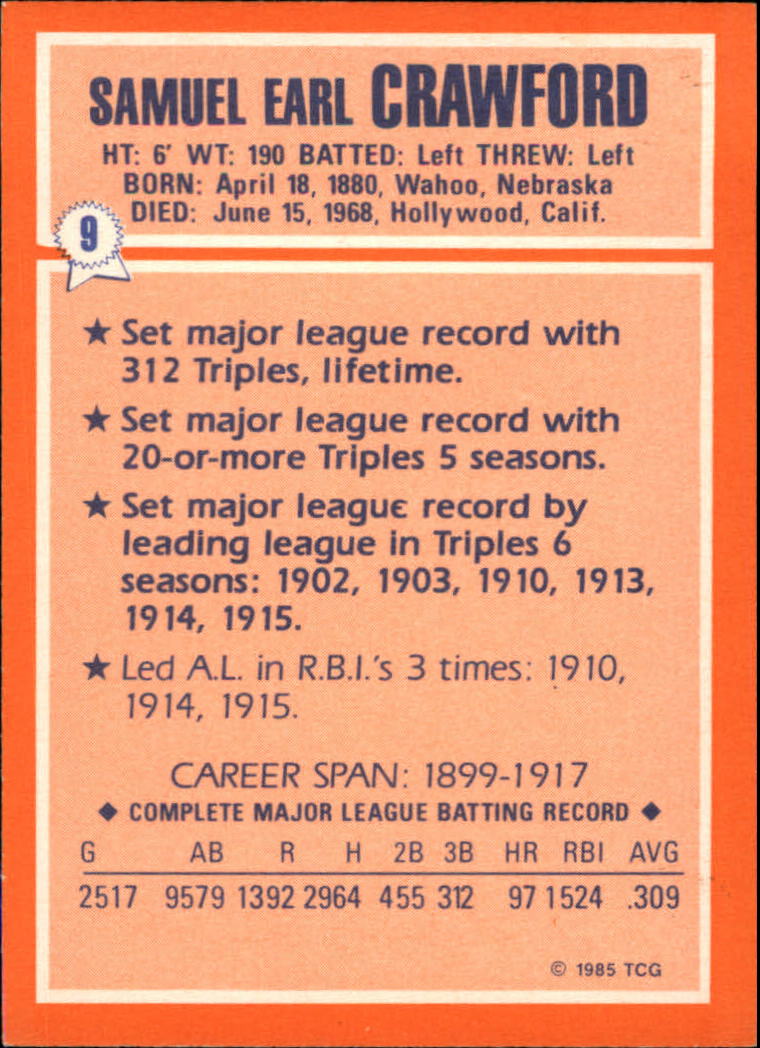 SAMUEL EARL CRAWFORD
HT: 6' WT: 190 BATTED: Left THREW: Left
BORN: April 18, 1880, Wahoo, Nebraska
DIED: June 15, 1968, Hollywood, Calif.
9
★ Set major league record with
312 Triples, lifetime.
★ Set major league record with
20-or-more Triples 5 seasons.
★ Set major league record by
leading league in Triples 6
seasons: 1902, 1903, 1910, 1913,
1914, 1915.
★ Led A.L. in R.B.I.'s 3 times: 1910,
1914, 1915.
CAREER SPAN: 1899-1917
◆ COMPLETE MAJOR LEAGUE BATTING RECORD ◆
G AB R H 2B 3B HR RBI AVG
2517 9579 1392 2964 455 312 97 1524 .309
© 1985 TCG